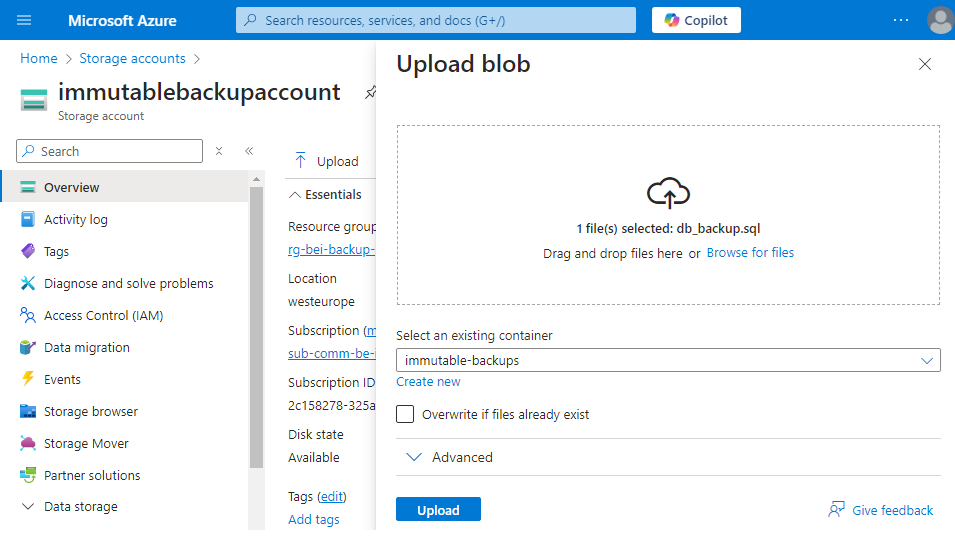 Microsoft Azure
Search resources, services, and docs (G+/)
Copilot
Home > Storage accounts >
immutablebackupaccount
Storage account
Search
Overview
Activity log
Tags
Diagnose and solve problems
Access Control (IAM)
Data migration
Events
Storage browser
Storage Mover
Partner solutions
Data storage
Upload
Essentials
Resource group
rg-bei-backup-
Location
westeurope
Subscription (m
sub-comm-be-i
Subscription ID
2c158278-325a
Disk state
Available
Tags (edit)
Add tags
Upload blob
1 file(s) selected: db_backup.sql
Drag and drop files here or Browse for files
Select an existing container
immutable-backups
Create new
Overwrite if files already exist
Advanced
Upload
Give feedback